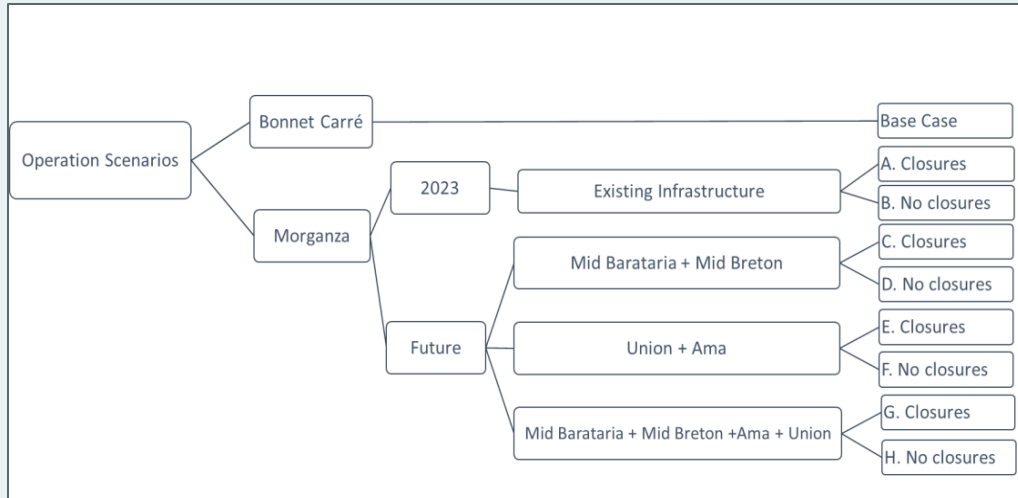 Operation Scenarios
Bonnet Carré
Base Case
Morganza
2023
Existing Infrastructure
A. Closures
B. No closures
Future
Mid Barataria + Mid Breton
C. Closures
D. No closures
Union + Ama
E. Closures
F. No closures
Mid Barataria + Mid Breton +Ama + Union
G. Closures
H. No closures